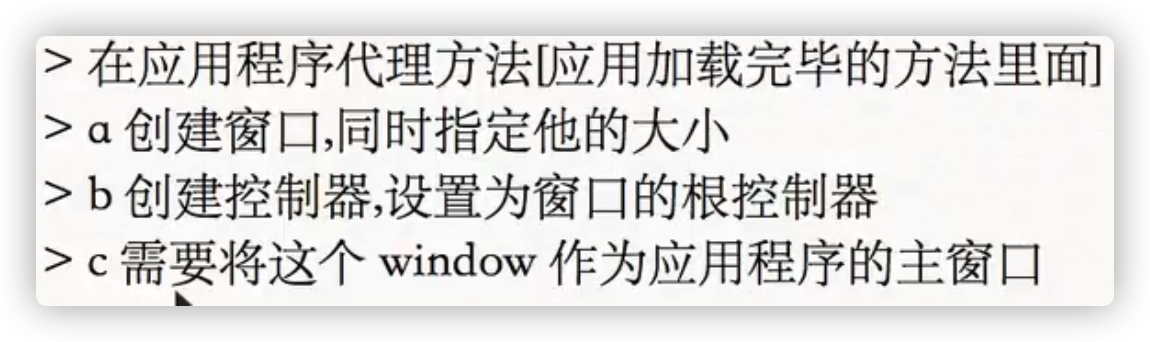 > 在应用程序代理方法[应用加载完毕的方法里面]
> a 创建窗口,同时指定他的大小
> b 创建控制器,设置为窗口的根控制器
> c 需要将这个 window 作为应用程序的主窗口